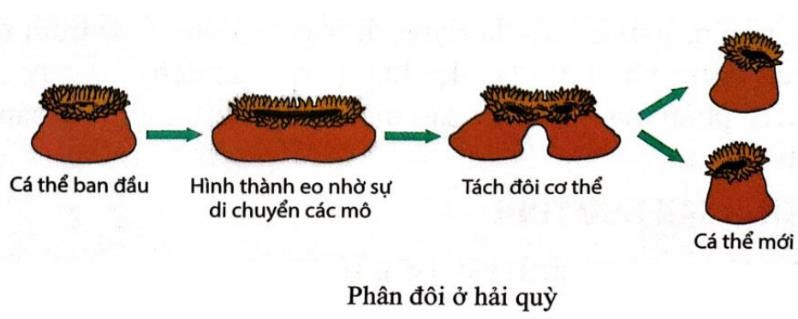 Cá thể ban đầu
Hình thành eo nhờ sự
di chuyển các mô
Tách đôi cơ thể
Cá thể mới
Phân đôi ở hải quỳ